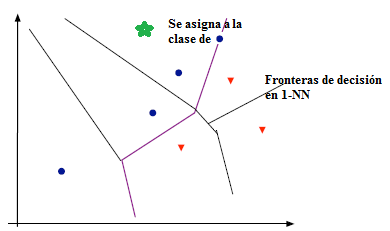 Se asigna a la
clase de
Fronteras de decisión
en 1-NN